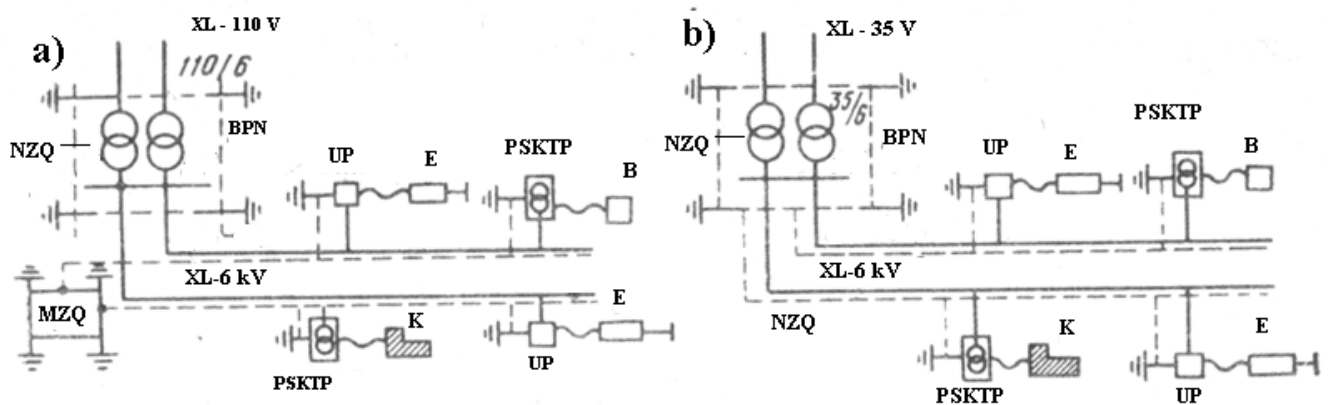 a)
XL - 110 V
110/6
NZQ
BPN
UP
E
PSKTP
B
XL-6 kV
MZQ
PSKTP
K
UP
E
b)
XL - 35 V
35/6
NZQ
BPN
UP
E
PSKTP
B
XL-6 kV
NZQ
PSKTP
K
UP
E